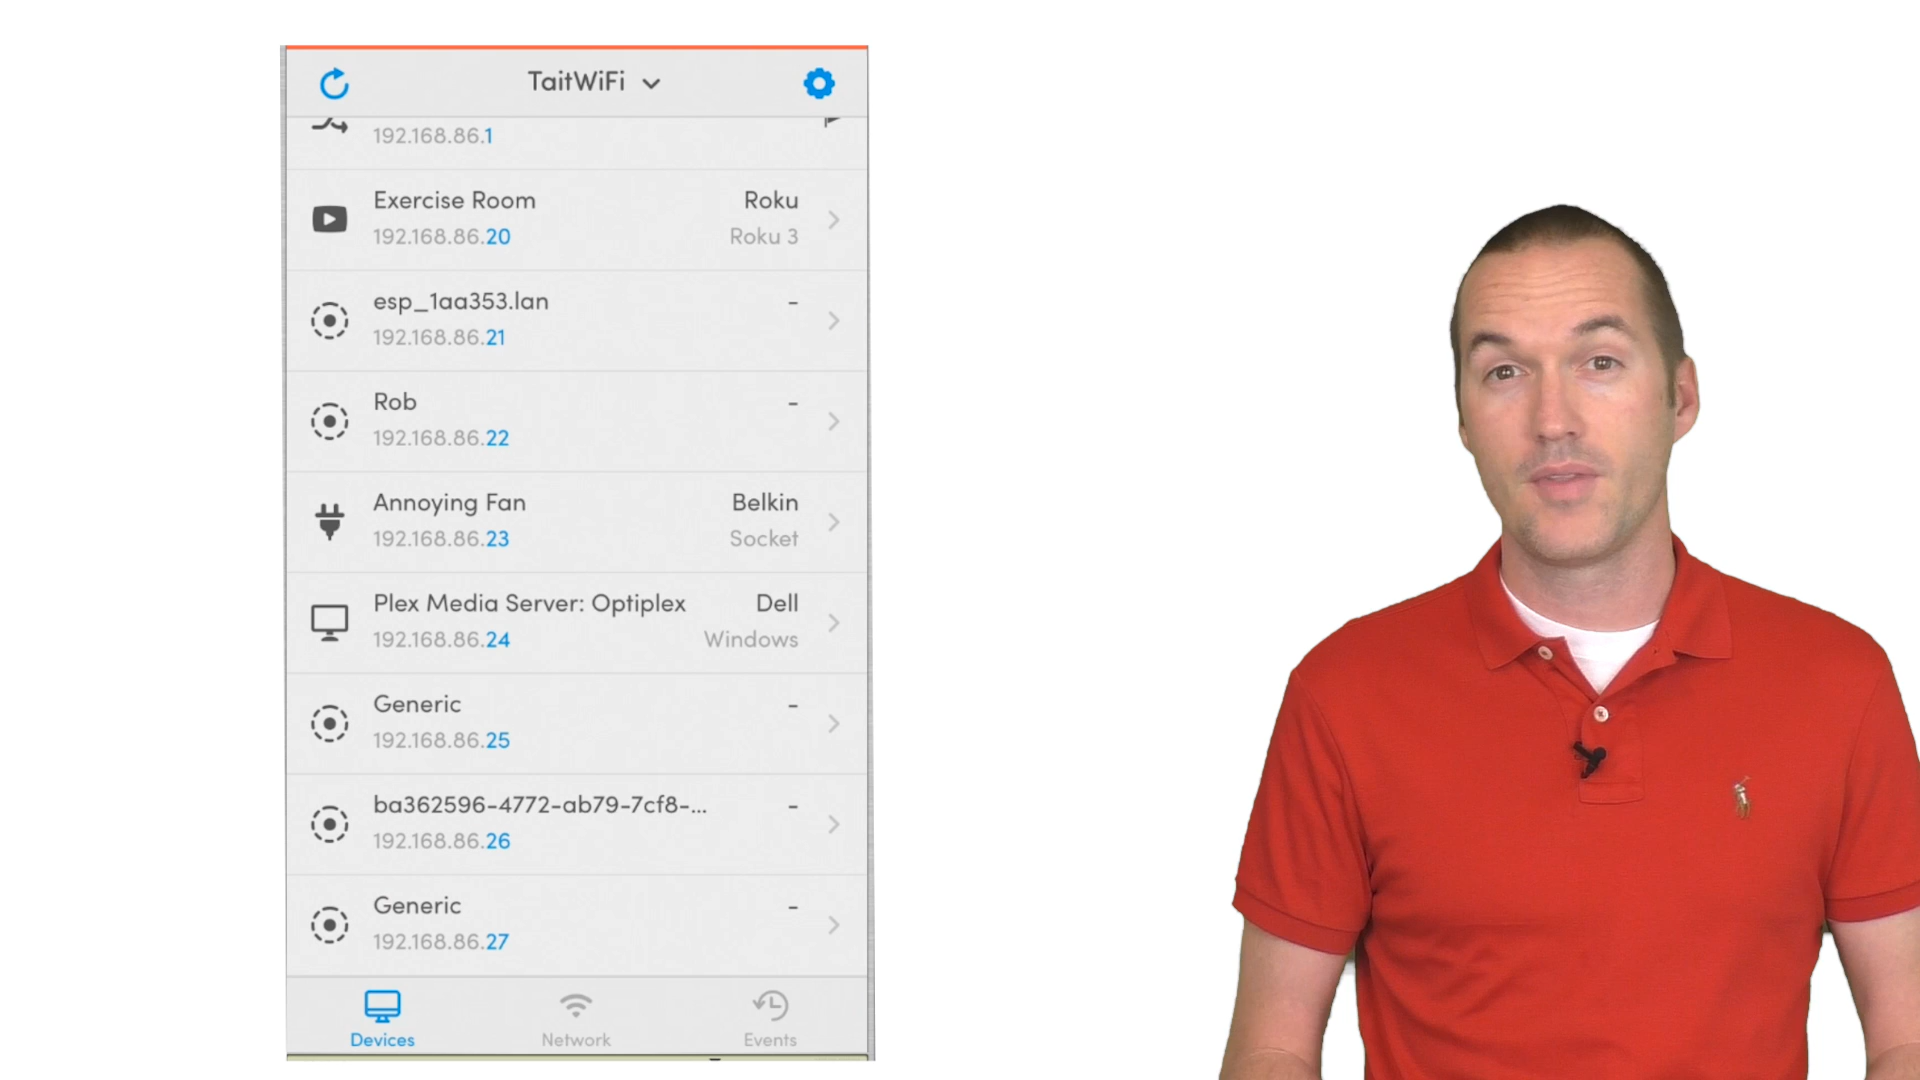 TaitWiFi
192.168.86.1
Exercise Room Roku
192.168.86.20 Roku 3
esp_1aa353.lan -
192.168.86.21
Rob -
192.168.86.22
Annoying Fan Belkin
192.168.86.23 Socket
Plex Media Server: Optiplex Dell
192.168.86.24 Windows
Generic -
192.168.86.25
ba362596-4772-ab79-7cf8-... -
192.168.86.26
Generic -
192.168.86.27
Devices Network Events